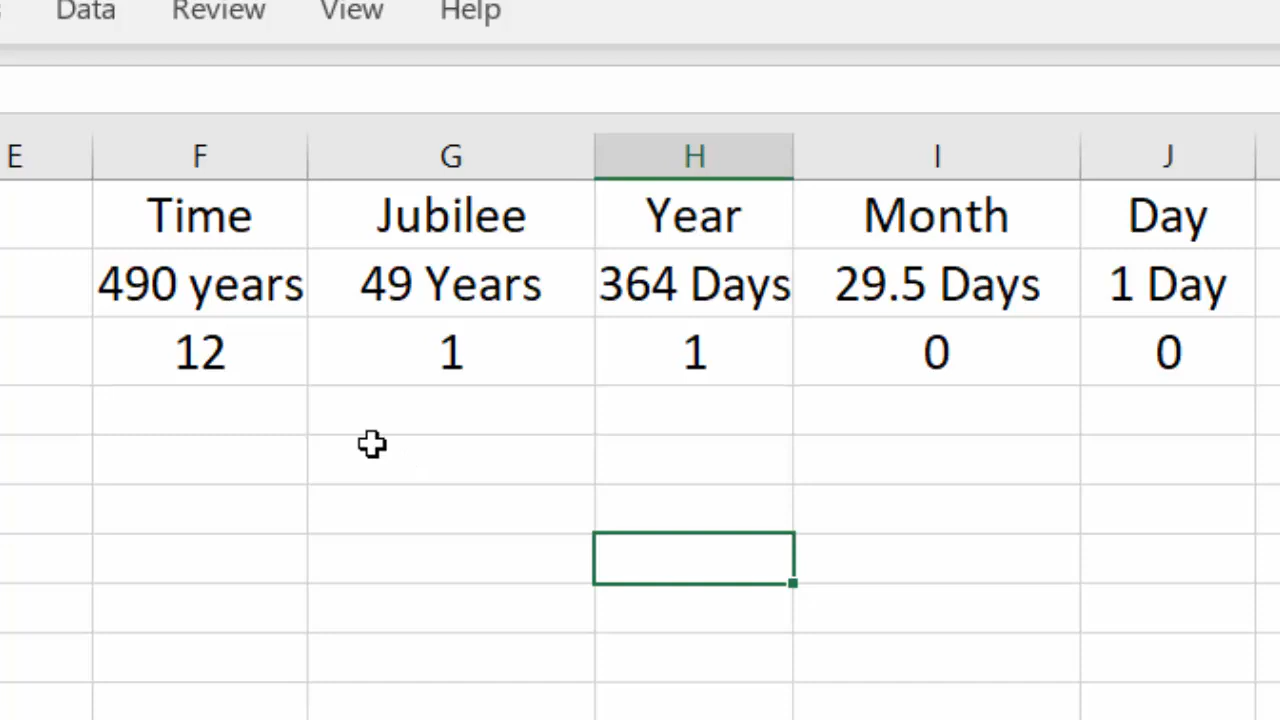 Data Review View Help
E F G H I J
Time Jubilee Year Month Day
490 years 49 Years 364 Days 29.5 Days 1 Day
12 1 1 0 0